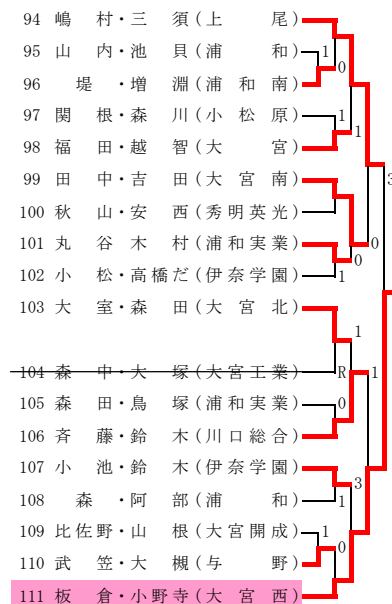 94 嶋村・三須(上尾)
95 山内・池貝(浦和)
1
0
96 堤・増淵(浦和南)
97 関根・森川(小松原)
1
1
98 福田・越智(大宮)
99 田中・吉田(大宮南)
3
100 秋山・安西(秀明英光)
101 丸谷木村(浦和実業)
0
0
102 小松・高橋だ(伊奈学園)
1
103 大室・森田(大宮北)
1
104 森中・大塚(大宮工業)
R
1
105 森田・鳥塚(浦和実業)
0
106 斉藤・鈴木(川口総合)
107 小池・鈴木(伊奈学園)
3
108 森・阿部(浦和)
1
109 比佐野・山根(大宮開成)
1
0
110 武笠・大槻(与野)
111 板倉・小野寺(大宮西)